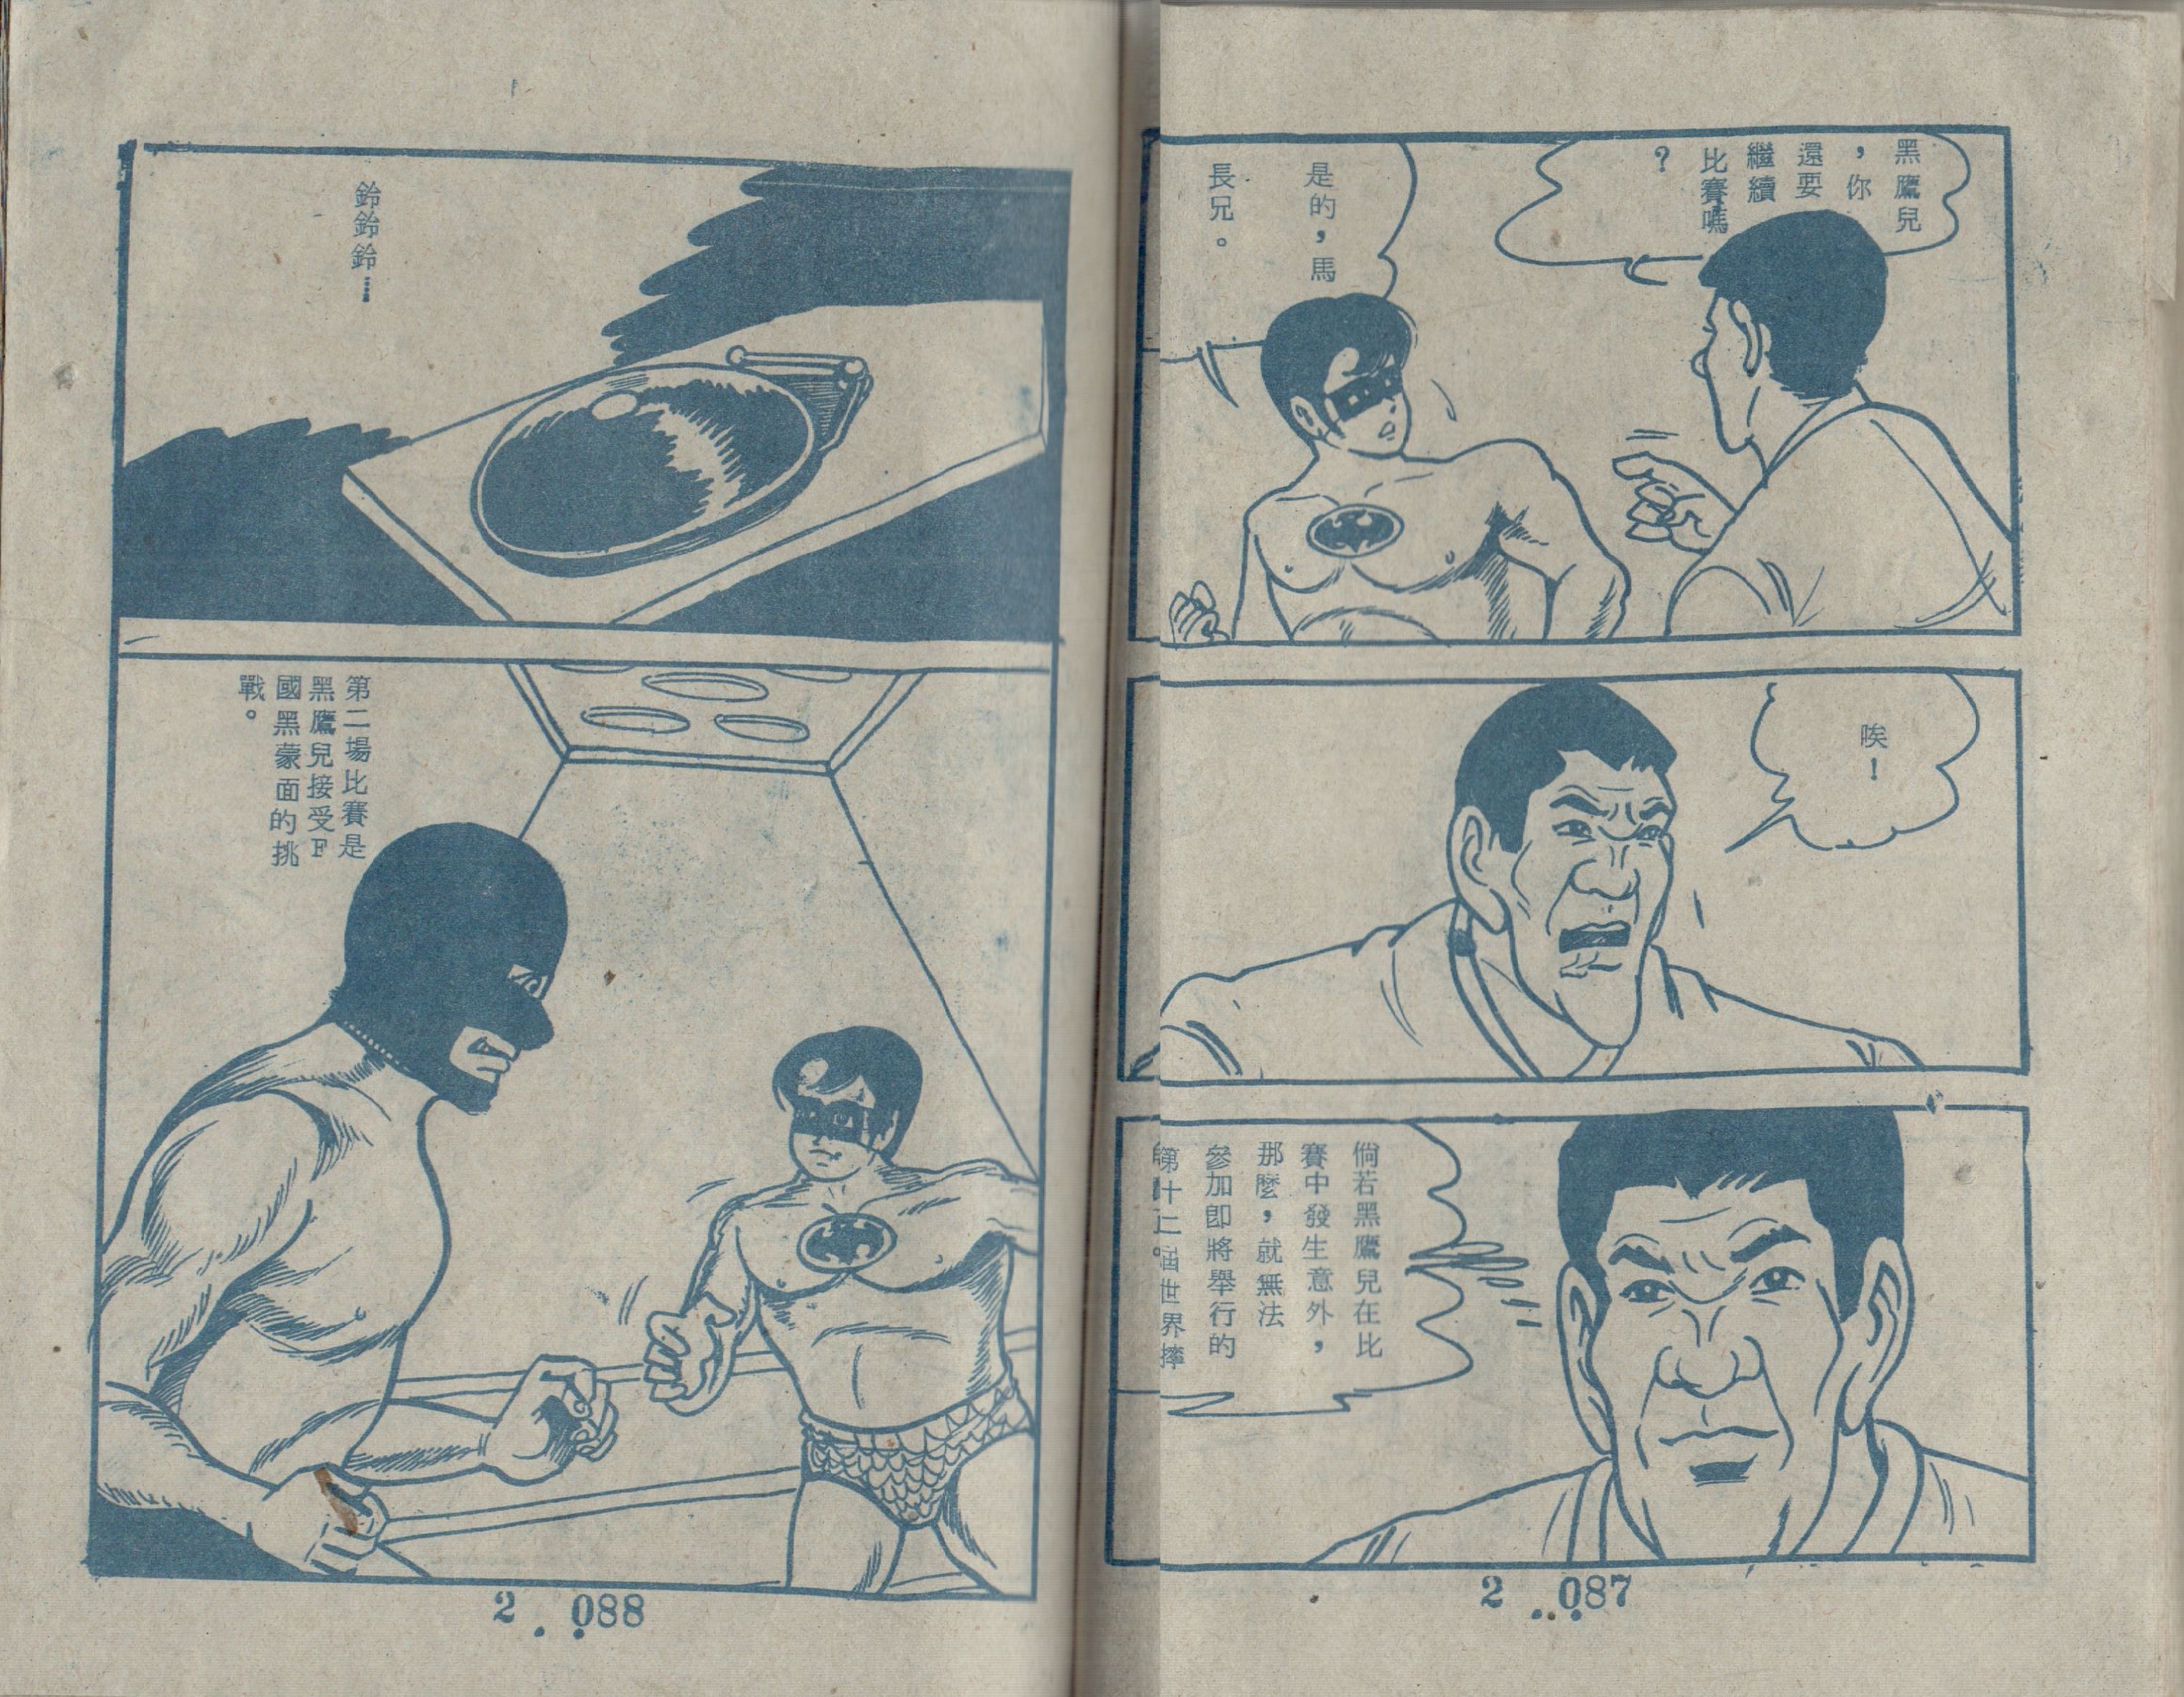 黑鷹兒
，你
還要
繼續
比賽嗎
？
是的，馬
長兄。
唉！
倘若黑鷹兒在比
賽中發生意外，
那麼，就無法
參加即將舉行的
第十二屆世界摔
2..087
鈴鈴鈴……
第二場比賽是
黑鷹兒接受F
國黑蒙面的挑
戰。
2..088